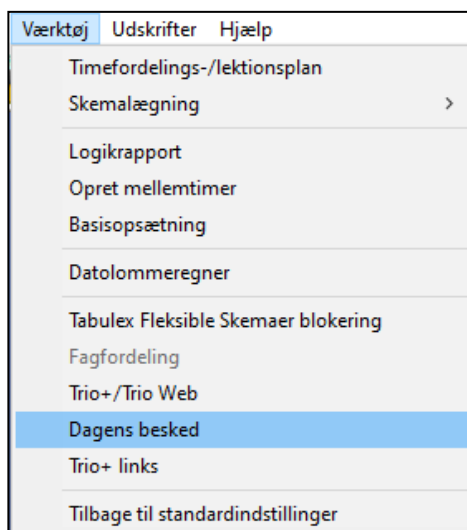 Værktøj Udskrifter Hjælp
Timefordelings-/lektionsplan
Skemalægning
Logikrapport
Opret mellemtimer
Basisopsætning
Datolommeregner
Tabulex Fleksible Skemaer blokering
Fagfordeling
Trio+/Trio Web
Dagens besked
Trio+ links
Tilbage til standardindstillinger